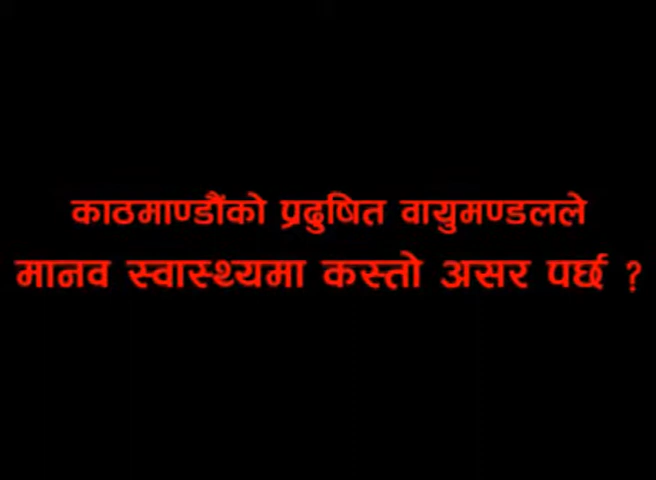 काठमाण्डौंको प्रदुषित वायुमण्डलले
मानव स्वास्थ्यमा कस्तो असर पर्छ ?